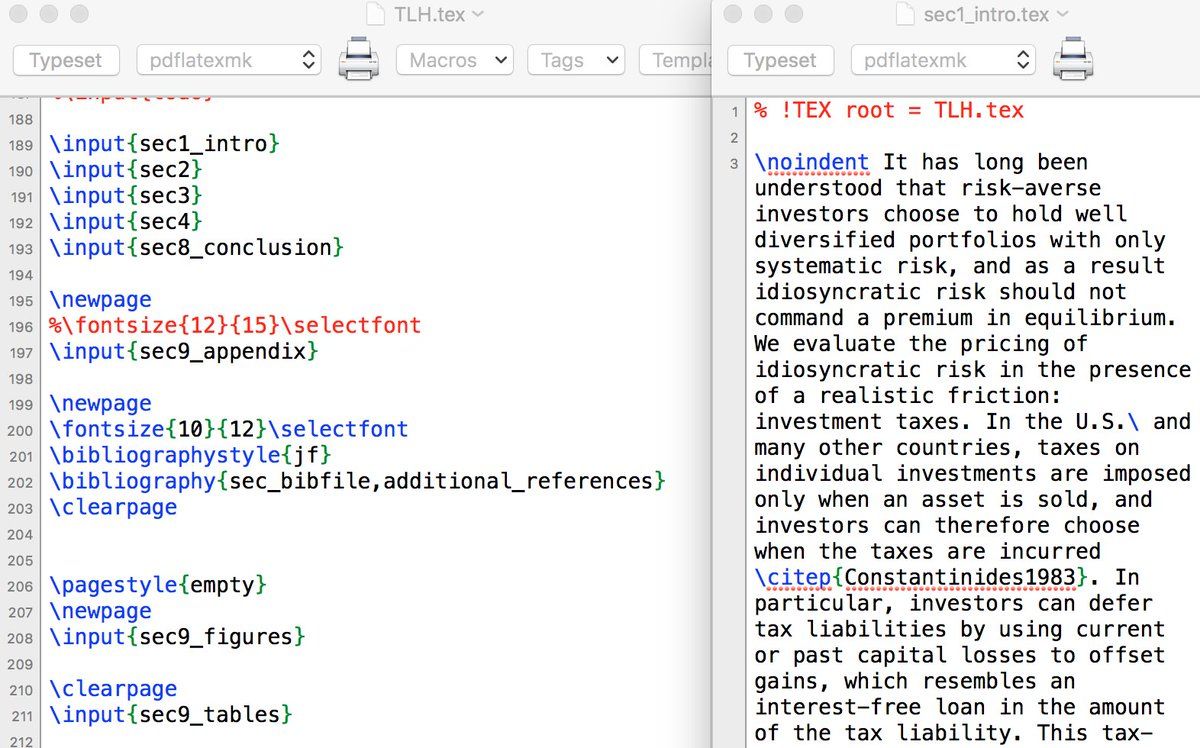 TLH.tex
Typeset
pdflatexmk
Macros
Tags
188
189 \input{sec1_intro}
190 \input{sec2}
191 \input{sec3}
192 \input{sec4}
193 \input{sec8_conclusion}
194
195 \newpage
196 %\fontsize{12}{15}\selectfont
197 \input{sec9_appendix}
198
199 \newpage
200 \fontsize{10}{12}\selectfont
201 \bibliographystyle{jf}
202 \bibliography{sec_bibfile,additional_references}
203 \clearpage
204
205
206 \pagestyle{empty}
207 \newpage
208 \input{sec9_figures}
209
210 \clearpage
211 \input{sec9_tables}
212
sec1_intro.tex
Typeset
pdflatexmk
1 % !TEX root = TLH.tex
2
3 \noindent It has long been
understood that risk-averse
investors choose to hold well
diversified portfolios with only
systematic risk, and as a result
idiosyncratic risk should not
command a premium in equilibrium.
We evaluate the pricing of
idiosyncratic risk in the presence
of a realistic friction:
investment taxes. In the U.S.\ and
many other countries, taxes on
individual investments are imposed
only when an asset is sold, and
investors can therefore choose
when the taxes are incurred
\citep{Constantinides1983}. In
particular, investors can defer
tax liabilities by using current
or past capital losses to offset
gains, which resembles an
interest-free loan in the amount
of the tax liability. This tax-